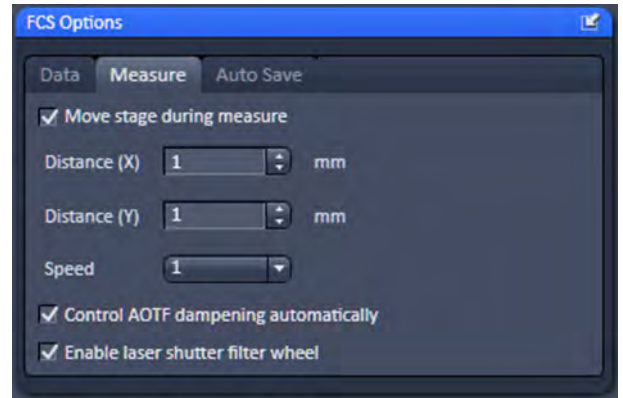 FCS Options
Data Measure Auto Save
Move stage during measure
Distance (X) 1 mm
Distance (Y) 1 mm
Speed 1
Control AOTF dampening automatically
Enable laser shutter filter wheel